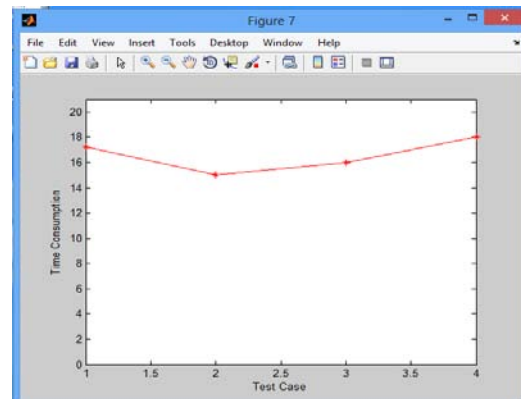 Figure 7
File Edit View Insert Tools Desktop Window Help
20
18
16
14
12
10
8
6
4
2
0
Time Consumption
1 1.5 2 2.5 3 3.5 4
Test Case